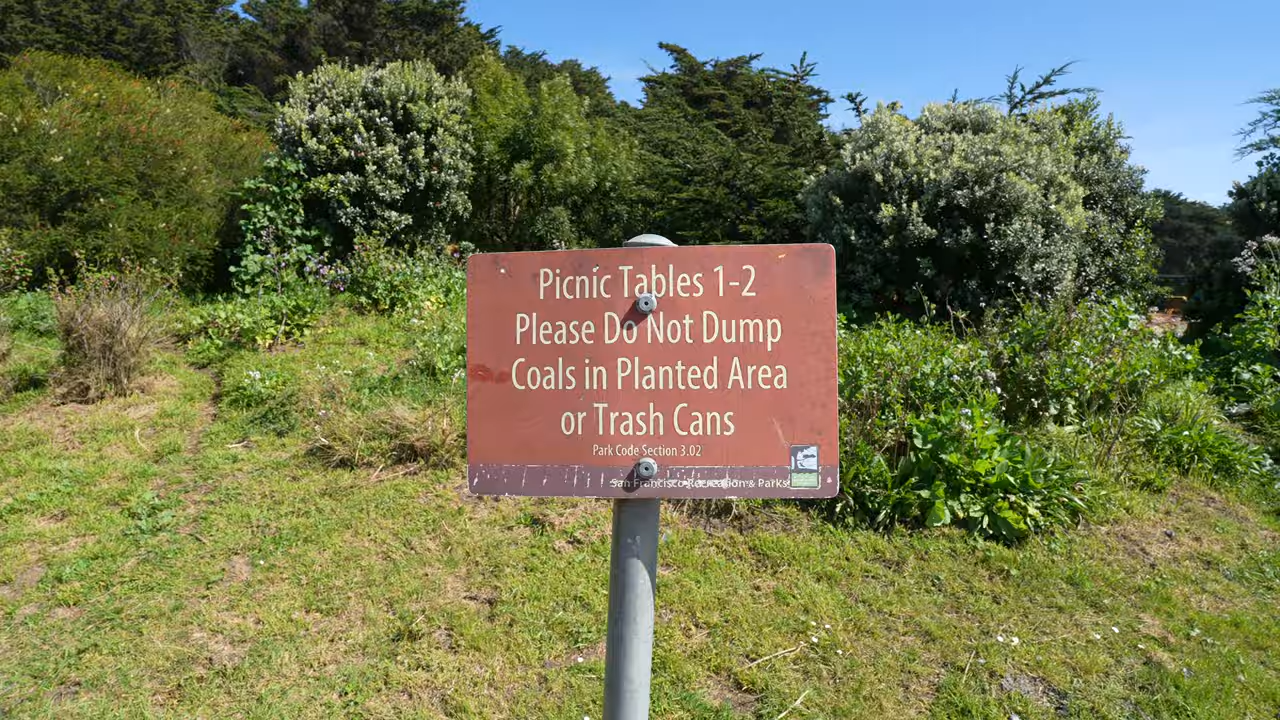 Picnic Tables 1-2
Please Do Not Dump
Coals in Planted Area
or Trash Cans
Park Code Section 3.02
San Francisco Recreation & Parks